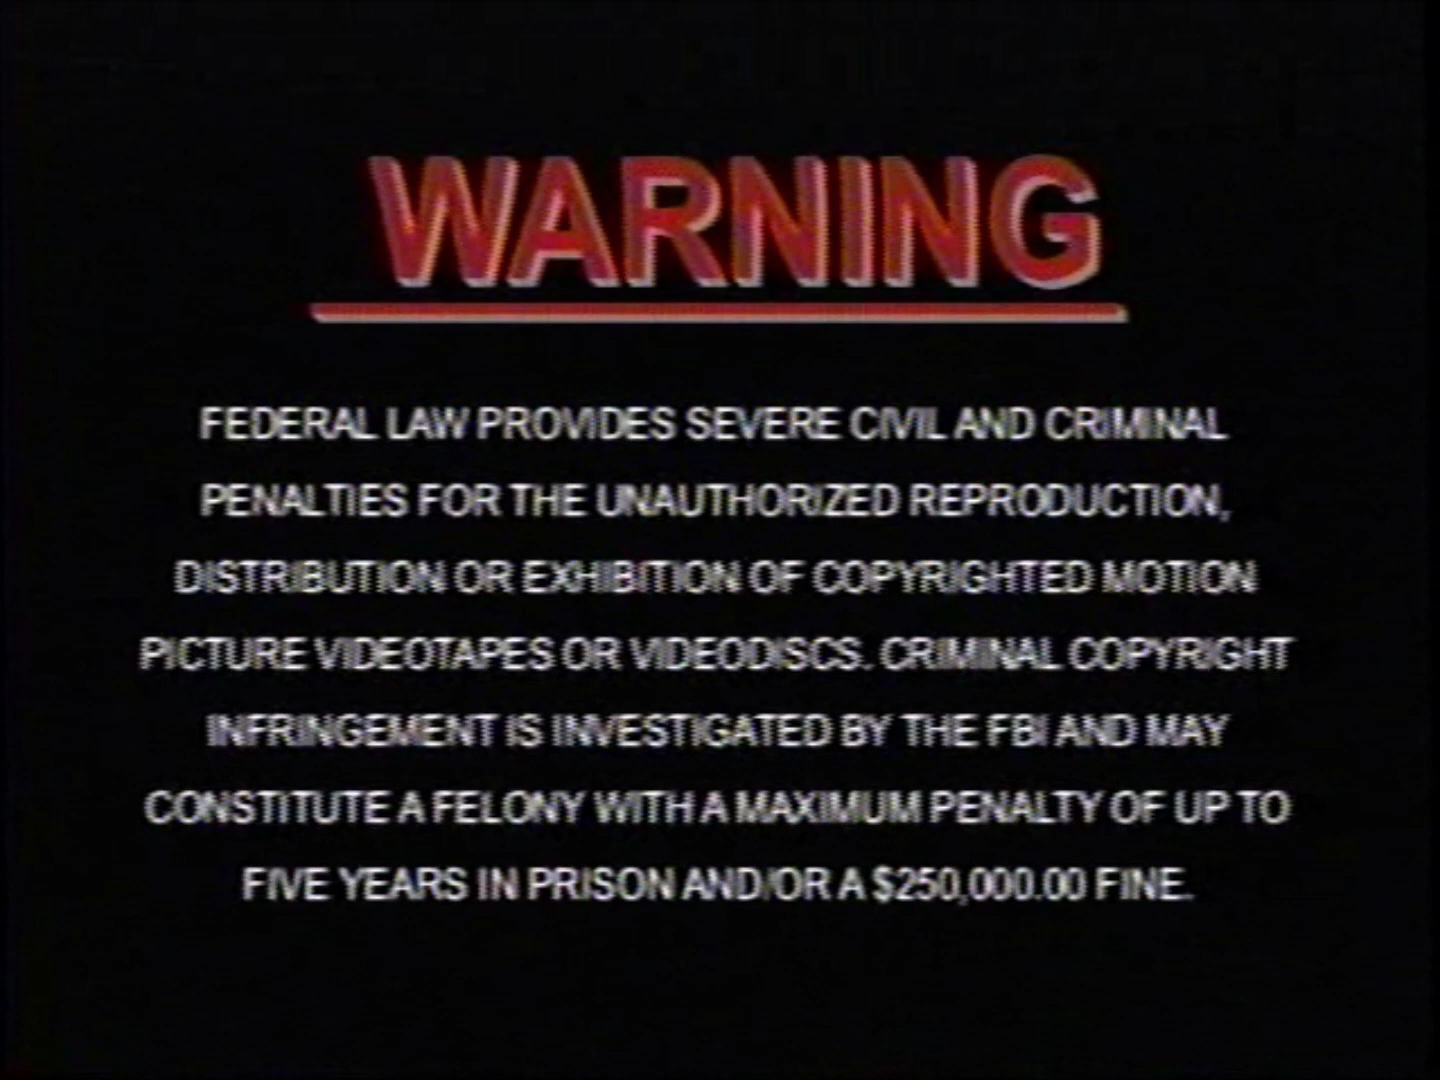 WARNING
FEDERAL LAW PROVIDES SEVERE CIVIL AND CRIMINAL
PENALTIES FOR THE UNAUTHORIZED REPRODUCTION,
DISTRIBUTION OR EXHIBITION OF COPYRIGHTED MOTION
PICTURE VIDEOTAPES OR VIDEODISCS. CRIMINAL COPYRIGHT
INFRINGEMENT IS INVESTIGATED BY THE FBI AND MAY
CONSTITUTE A FELONY WITH A MAXIMUM PENALTY OF UP TO
FIVE YEARS IN PRISON AND/OR A $250,000.00 FINE.